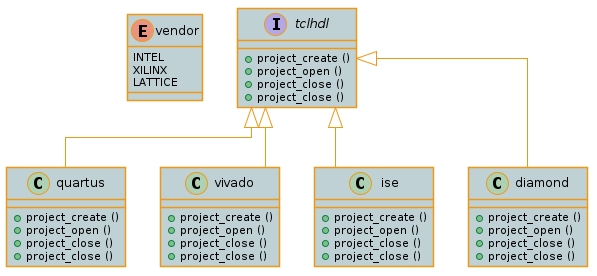 E vendor
INTEL
XILINX
LATTICE
I tclhdl
project_create ()
project_open ()
project_close ()
project_close ()
C quartus
project_create ()
project_open ()
project_close ()
project_close ()
C vivado
project_create ()
project_open ()
project_close ()
project_close ()
C ise
project_create ()
project_open ()
project_close ()
project_close ()
C diamond
project_create ()
project_open ()
project_close ()
project_close ()